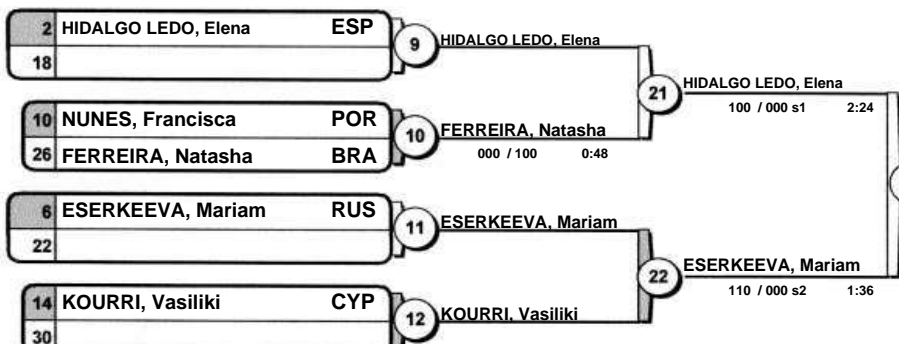 2 HIDALGO LEDO, Elena ESP
18
9
HIDALGO LEDO, Elena
10 NUNES, Francisca POR
26 FERREIRA, Natasha BRA
10
FERREIRA, Natasha
000 / 100 0:48
21
HIDALGO LEDO, Elena
100 / 000 s1 2:24
6 ESERKEEVA, Mariam RUS
22
11
ESERKEEVA, Mariam
14 KOURRI, Vasiliki CYP
30
12
KOURRI, Vasiliki
22
ESERKEEVA, Mariam
110 / 000 s2 1:36